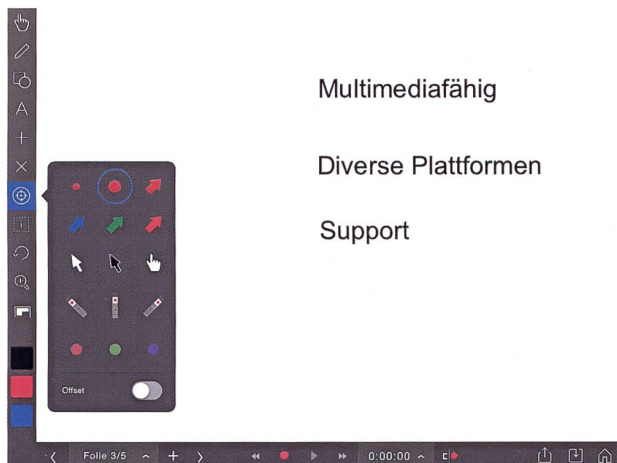 Multimediafähig
Diverse Plattformen
Support
A
Offset
Folie 3/5
0:00:00